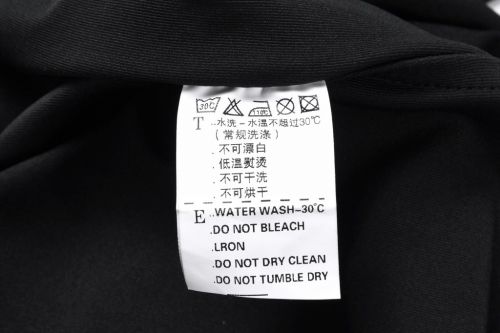 30C 110℃
T ..水洗－水温不超过30℃
(常规洗涤)
.不可漂白
.低温熨烫
.不可干洗
.不可烘干
E ..WATER WASH-30℃
.DO NOT BLEACH
.LRON
.DO NOT DRY CLEAN
.DO NOT TUMBLE DRY